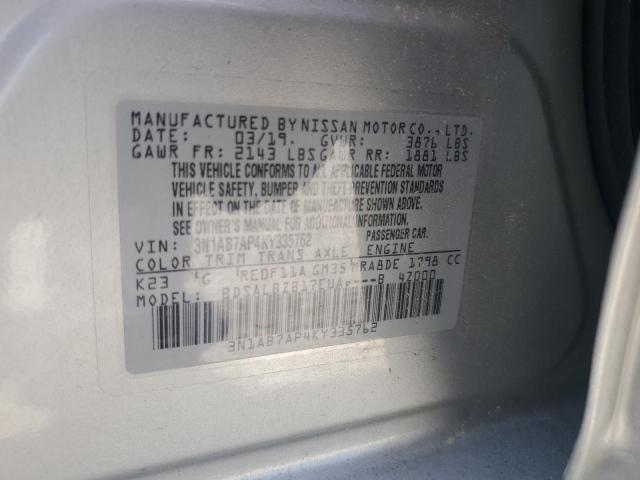 MANUFACTURED BY NISSAN MOTOR CO., LTD.
DATE: 03/19. GVWR: 3876 LBS
GAWR FR: 2143 LBS GAWR RR: 1881 LBS
THIS VEHICLE CONFORMS TO ALL APPLICABLE FEDERAL MOTOR
VEHICLE SAFETY, BUMPER AND THEFT PREVENTION STANDARDS
IN EFFECT ON THE DATE OF MANUFACTURE SHOWN ABOVE.
SEE OWNER'S MANUAL FOR ADDITIONAL INFORMATION.
VIN: 3N1AB7AP4KY335762 PASSENGER CAR.
COLOR TRIM TRANS AXLE ENGINE
K23 'G 'RE0F11A GM35'MRA8DE 1798 CC
MODEL: BDSALBZB17EUA----B 4Z000
3N1AB7AP4KY335762